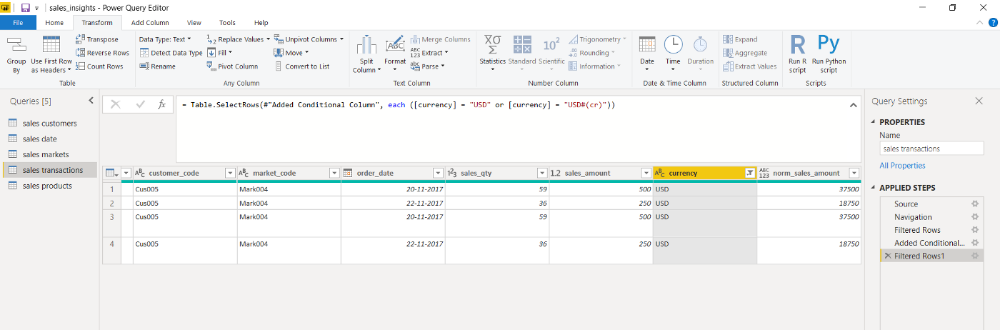 sales_insights - Power Query Editor
File Home Transform Add Column View Tools Help
Group By
Use First Row as Headers
Transpose
Reverse Rows
Count Rows
Table
Data Type: Text
Detect Data Type
Rename
Replace Values
Fill
Pivot Column
Unpivot Columns
Move
Convert to List
Any Column
Split Column
Format
Merge Columns
Extract
Parse
Text Column
Statistics
Standard
Scientific
Trigonometry
Rounding
Information
Number Column
Date
Time
Duration
Date & Time Column
Expand
Aggregate
Extract Values
Structured Column
Run R script
Run Python script
Scripts
Queries [5]
sales customers
sales date
sales markets
sales transactions
sales products
fx = Table.SelectRows(#"Added Conditional Column", each ([currency] = "USD" or [currency] = "USD#(cr)"))
customer_code market_code order_date sales_qty sales_amount currency norm_sales_amount
1 Cus005 Mark004 20-11-2017 59 500 USD 37500
2 Cus005 Mark004 22-11-2017 36 250 USD 18750
3 Cus005 Mark004 20-11-2017 59 500 USD 37500
4 Cus005 Mark004 22-11-2017 36 250 USD 18750
Query Settings
PROPERTIES
Name
sales transactions
All Properties
APPLIED STEPS
Source
Navigation
Filtered Rows
Added Conditional...
Filtered Rows1